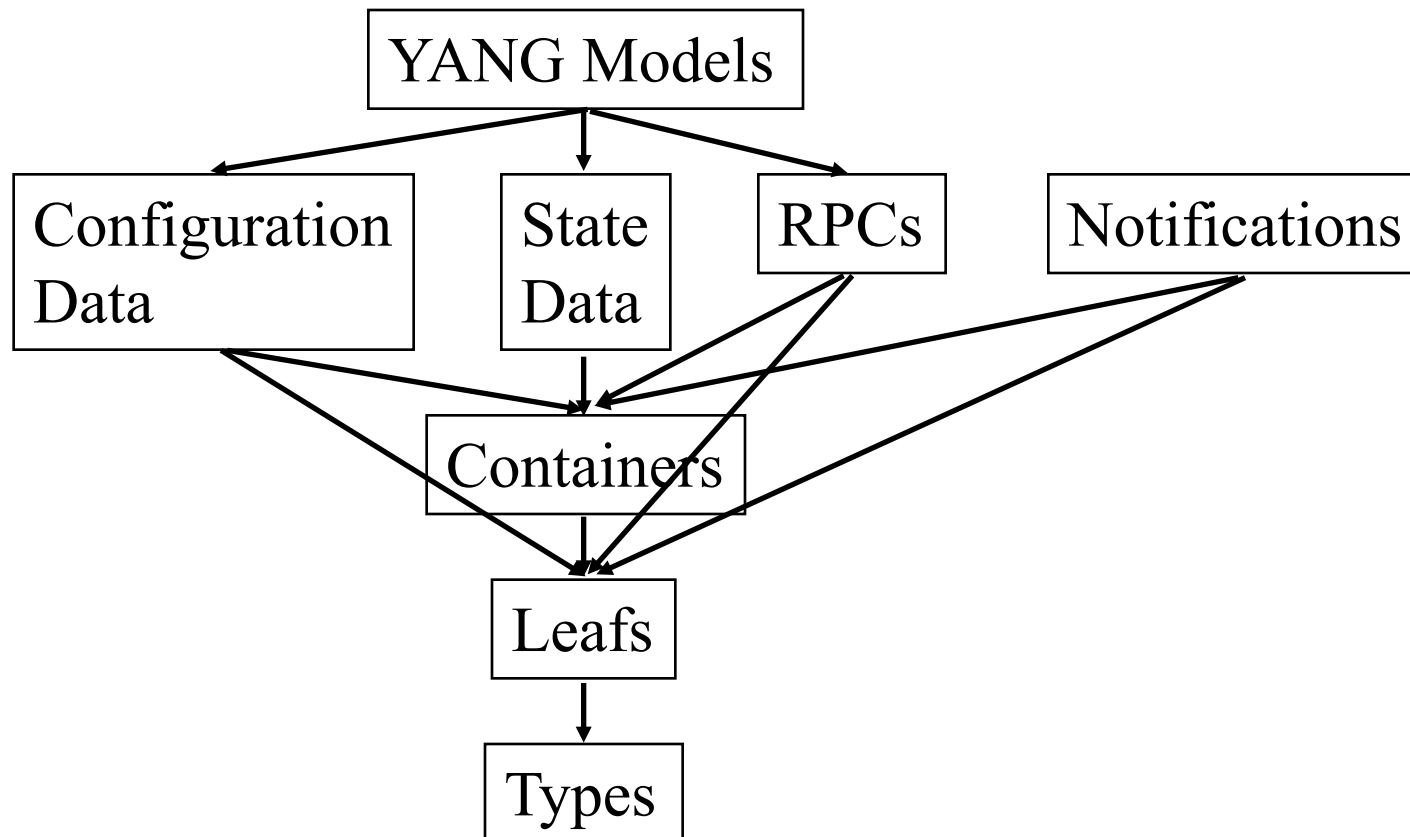 YANG Models
Configuration
Data
State
Data
RPCs
Notifications
Containers
Leafs
Types